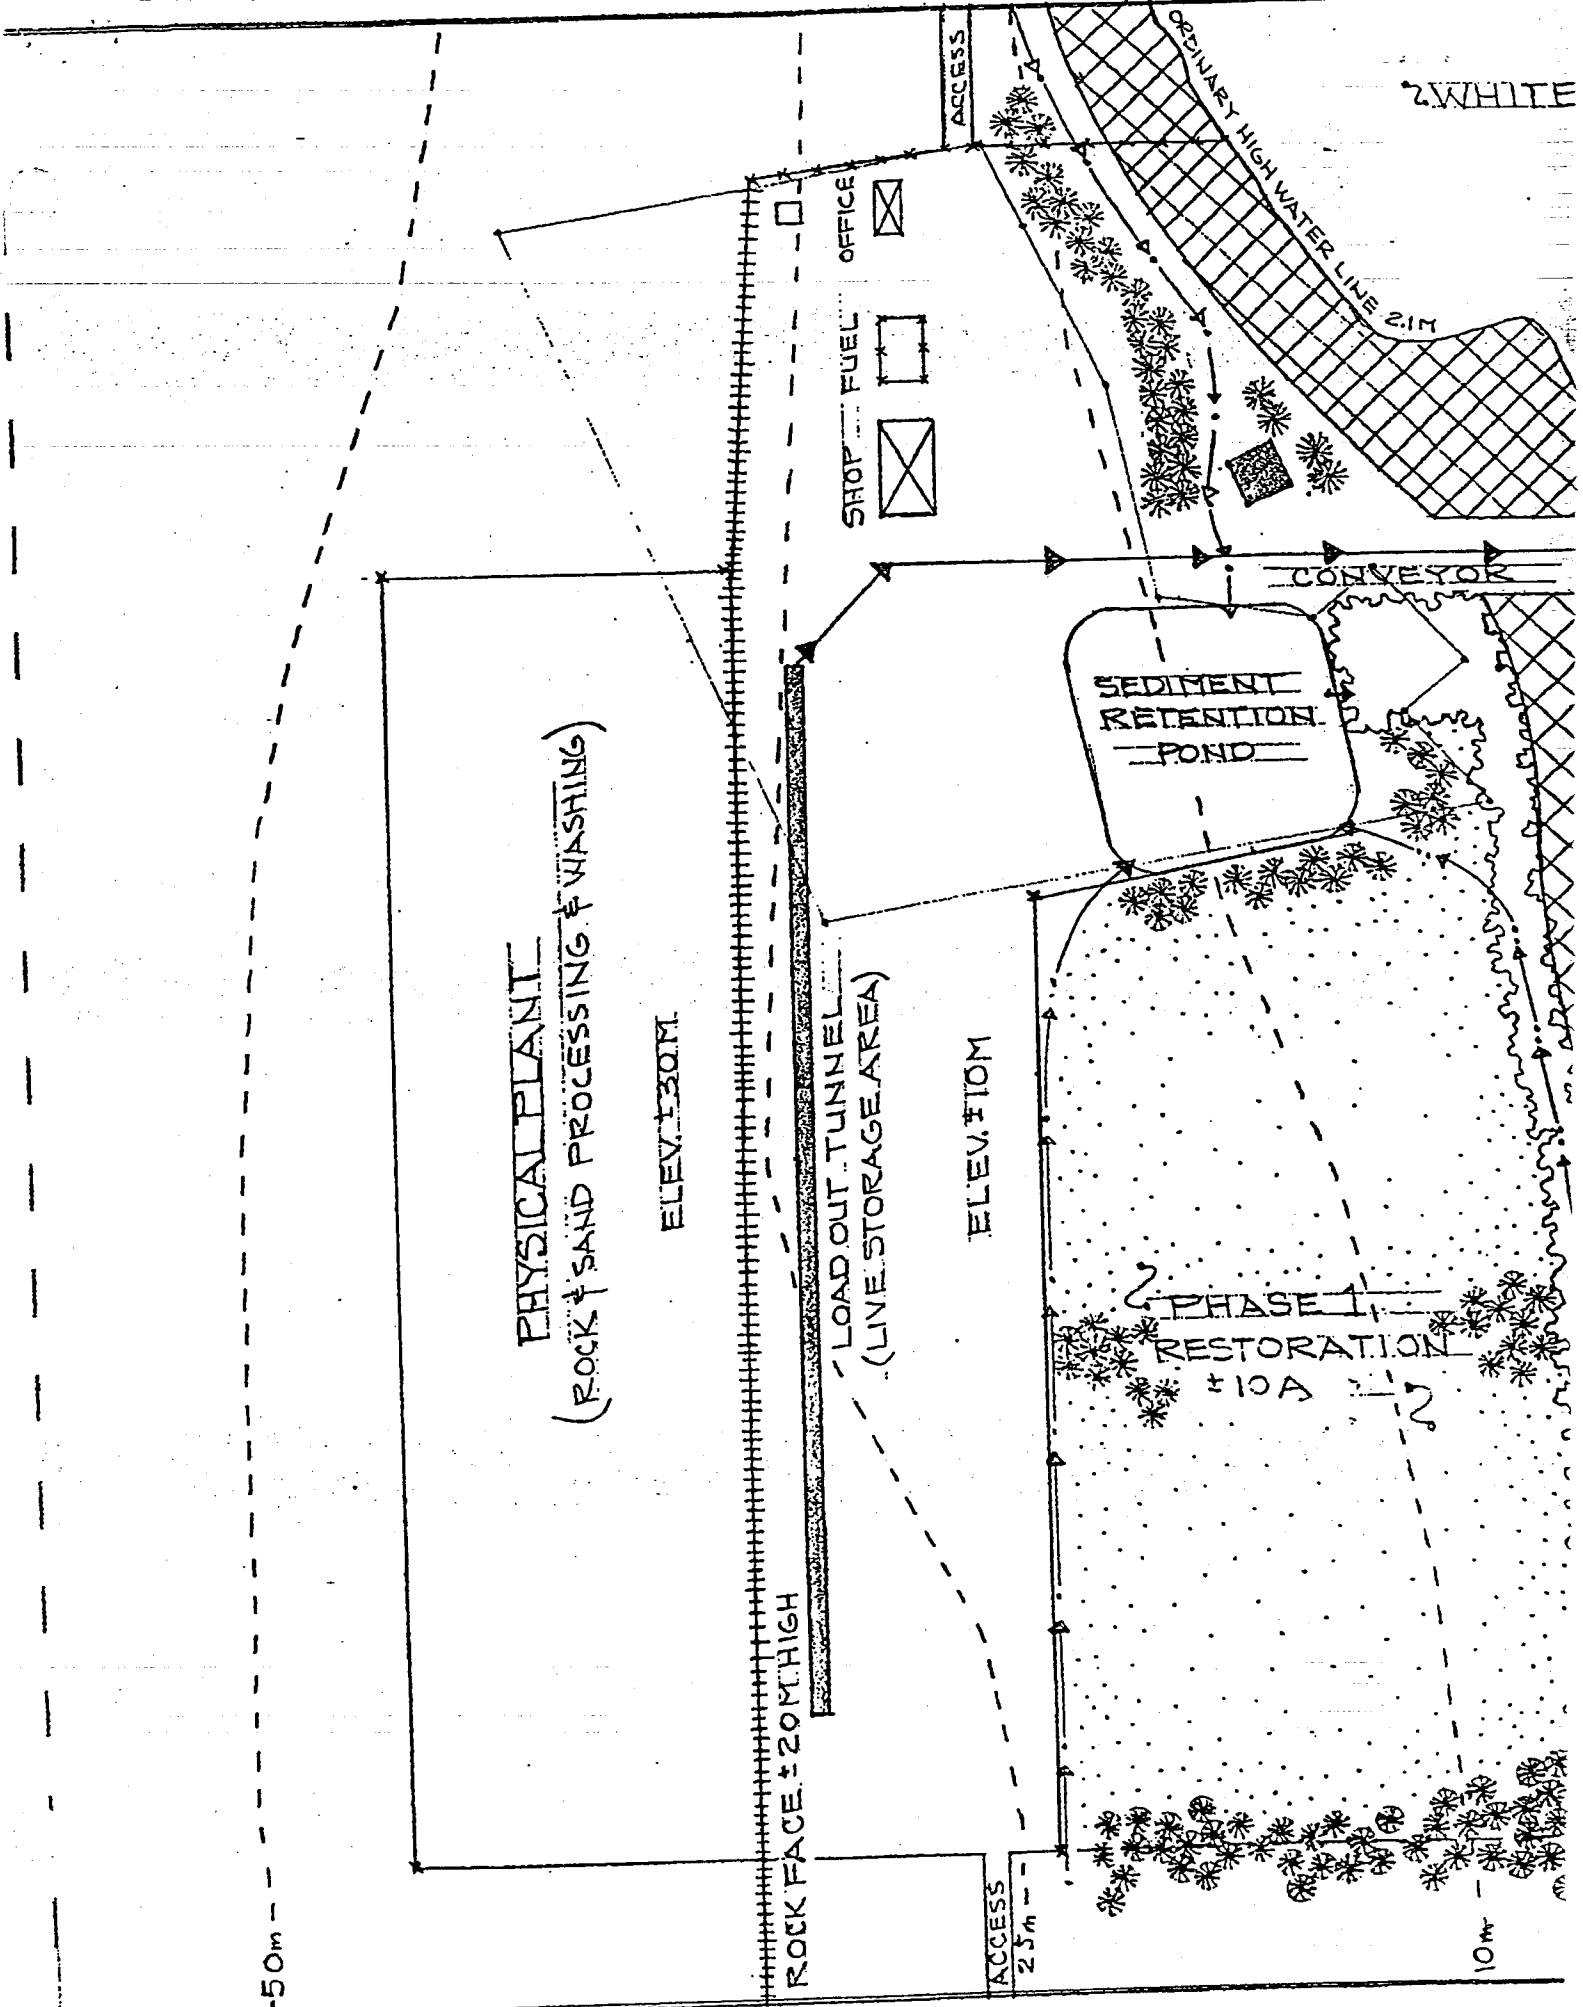 WHITE
ACCESS
ORDINARY HIGH WATER LINE 2.1M
OFFICE
FUEL
SHOP
CONVEYOR
SEDIMENT
RETENTION
POND
PHYSICAL PLANT
(ROCK & SAND PROCESSING & WASHING)
ELEV. ±30M.
LOAD OUT TUNNEL
(LIVE STORAGE AREA)
ELEV. ±10M
PHASE 1
RESTORATION
±10A
ROCK FACE ±20M HIGH
ACCESS
50m
25m
10m